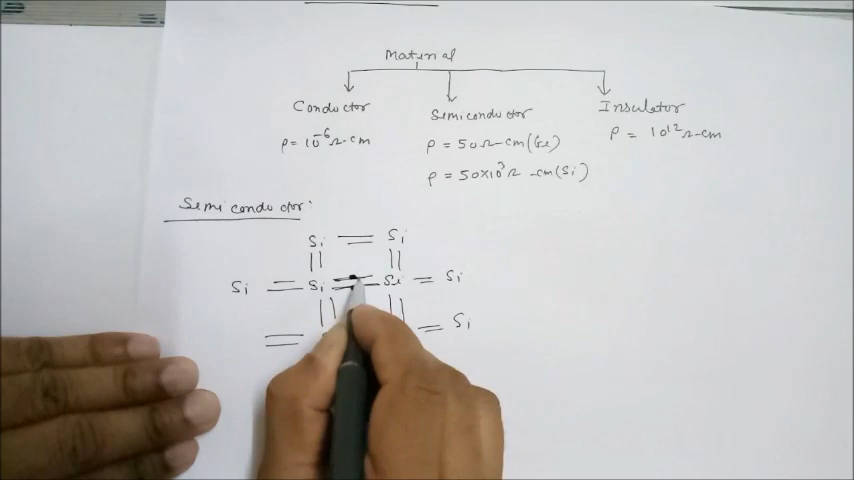 Material
Conductor Semiconductor Insulator
ρ = 10⁻⁶ Ω-cm ρ = 50 Ω-cm (Ge) ρ = 10¹² Ω-cm
ρ = 50×10³ Ω-cm (Si)
Semiconductor:
Si Si
Si Si Si Si
Si